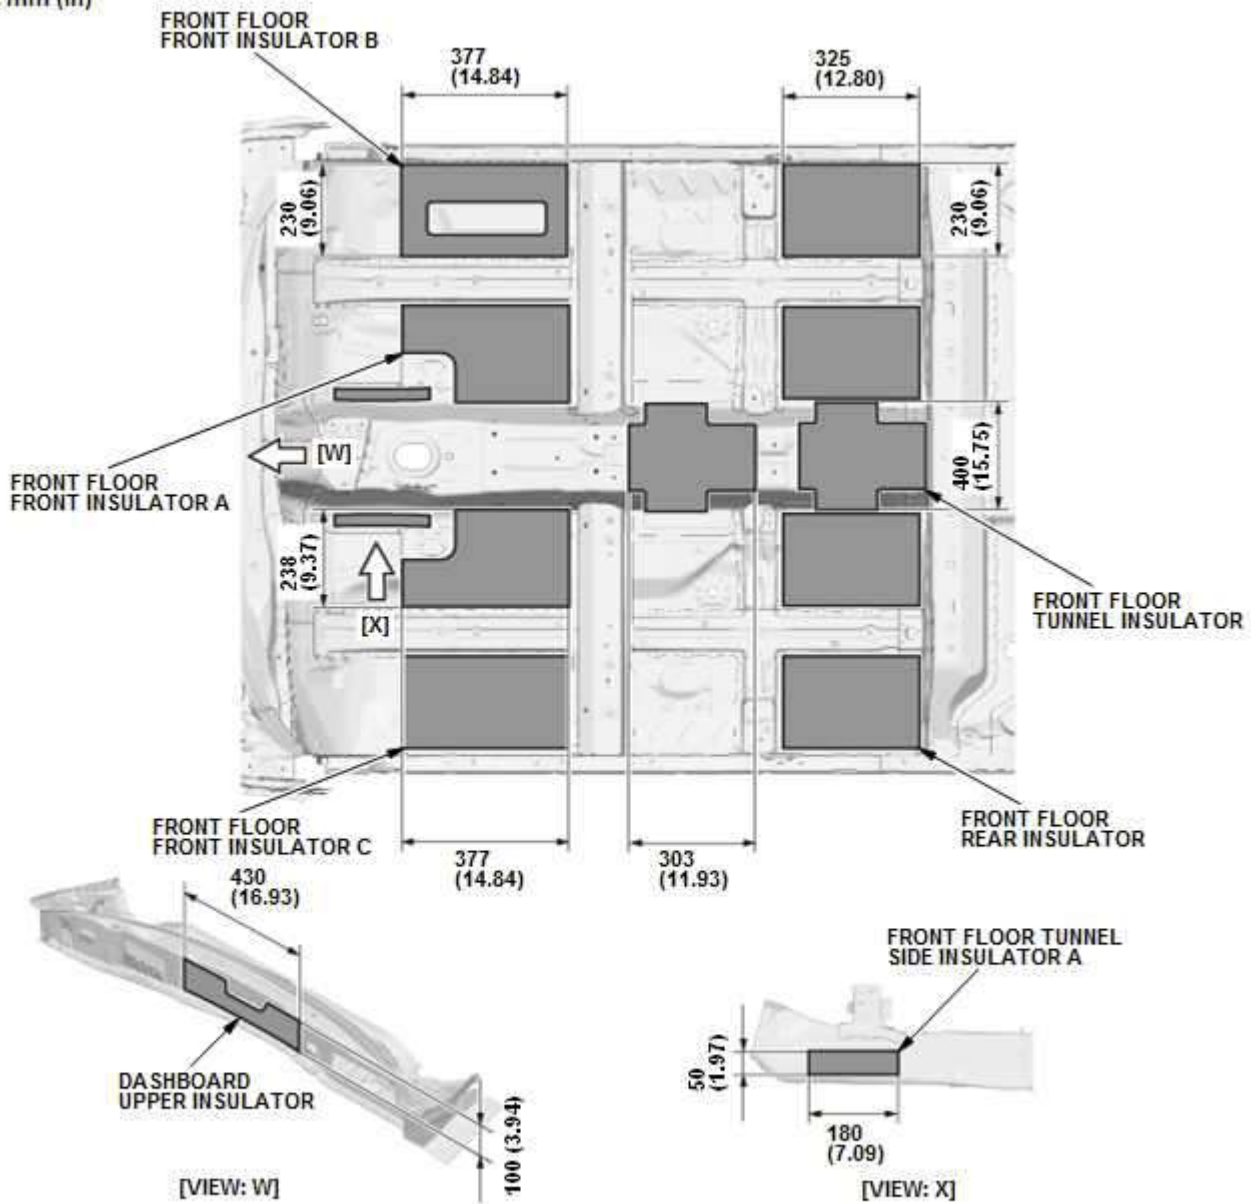 mm (in)
FRONT FLOOR
FRONT INSULATOR B
377
(14.84)
325
(12.80)
230
(9.06)
230
(9.06)
[W]
FRONT FLOOR
FRONT INSULATOR A
400
(15.75)
238
(9.37)
[X]
FRONT FLOOR
TUNNEL INSULATOR
FRONT FLOOR
FRONT INSULATOR C
377
(14.84)
303
(11.93)
FRONT FLOOR
REAR INSULATOR
430
(16.93)
DASHBOARD
UPPER INSULATOR
100 (3.94)
[VIEW: W]
FRONT FLOOR TUNNEL
SIDE INSULATOR A
50
(1.97)
180
(7.09)
[VIEW: X]